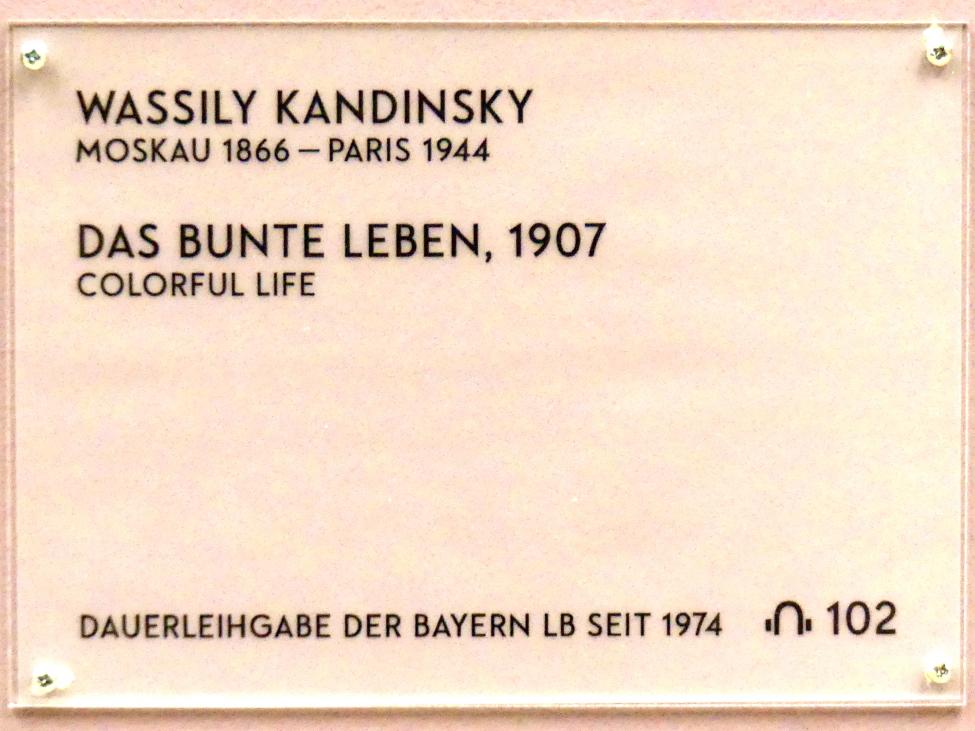 WASSILY KANDINSKY
MOSKAU 1866 – PARIS 1944
DAS BUNTE LEBEN, 1907
COLORFUL LIFE
DAUERLEIHGABE DER BAYERN LB SEIT 1974 102